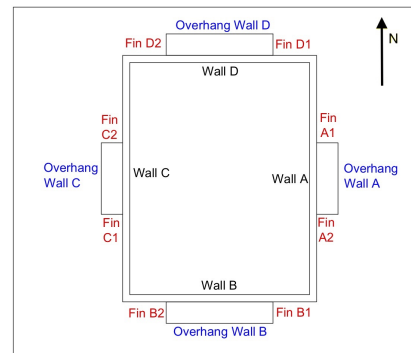 Overhang Wall D
Fin D2
Fin D1
N
Wall D
Fin
C2
Fin
A1
Overhang
Wall C
Wall C
Wall A
Overhang
Wall A
Fin
C1
Fin
A2
Wall B
Fin B2
Fin B1
Overhang Wall B